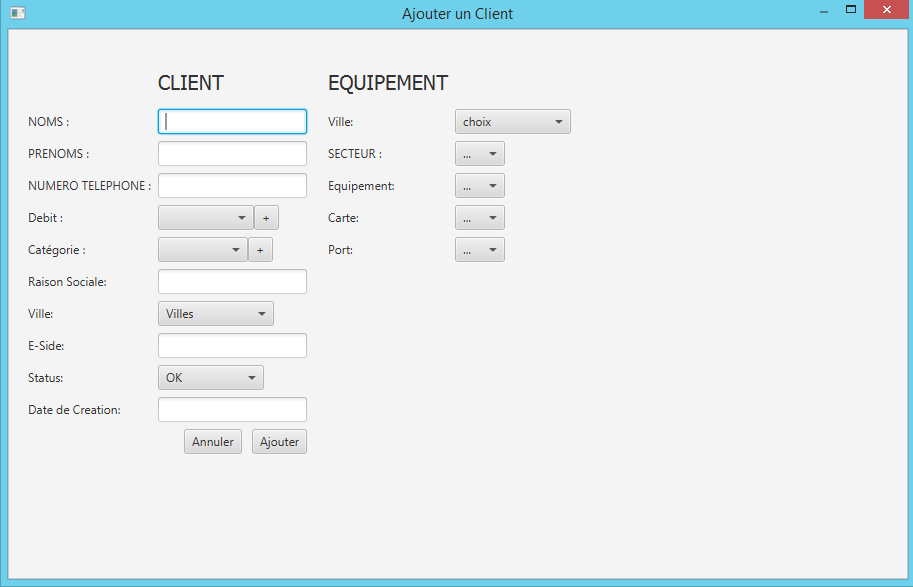 Ajouter un Client
CLIENT
EQUIPEMENT
NOMS :
PRENOMS :
NUMERO TELEPHONE :
Debit :
+
Catégorie :
+
Raison Sociale:
Ville:
Villes
E-Side:
Status:
OK
Date de Creation:
Annuler
Ajouter
Ville:
choix
SECTEUR :
...
Equipement:
...
Carte:
...
Port:
...